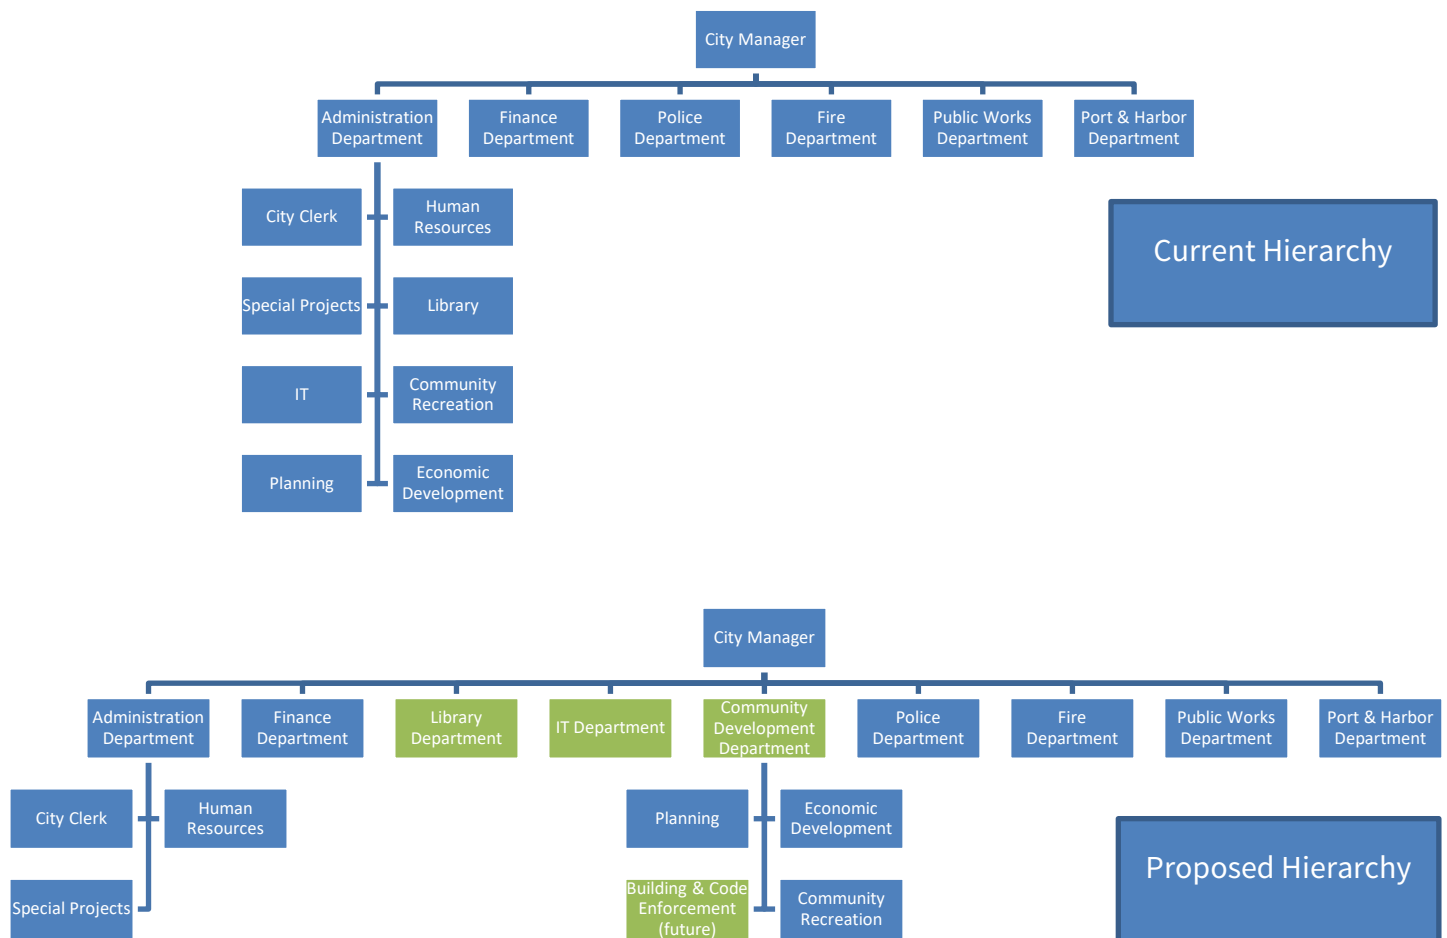 City Manager
Administration
Department
Finance
Department
Police
Department
Fire
Department
Public Works
Department
Port & Harbor
Department
City Clerk
Human
Resources
Current Hierarchy
Special Projects
Library
IT
Community
Recreation
Planning
Economic
Development
City Manager
Administration
Department
Finance
Department
Library
Department
IT Department
Community
Development
Department
Police
Department
Fire
Department
Public Works
Department
Port & Harbor
Department
City Clerk
Human
Resources
Planning
Economic
Development
Proposed Hierarchy
Special Projects
Building & Code
Enforcement
(future)
Community
Recreation